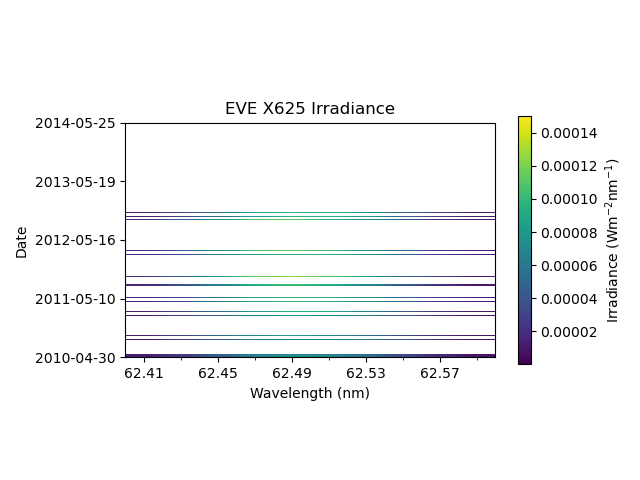 EVE X625 Irradiance
2014-05-25
2013-05-19
2012-05-16
2011-05-10
2010-04-30
Date
62.41 62.45 62.49 62.53 62.57
Wavelength (nm)
0.00014
0.00012
0.00010
0.00008
0.00006
0.00004
0.00002
Irradiance (Wm⁻²nm⁻¹)